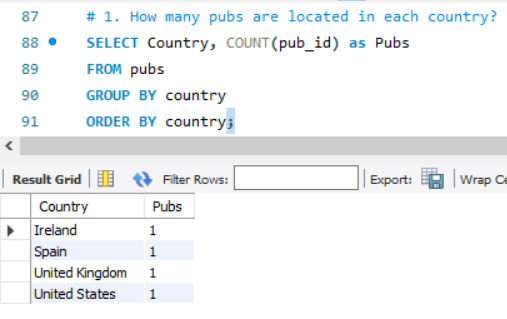 87 # 1. How many pubs are located in each country?
88 SELECT Country, COUNT(pub_id) as Pubs
89 FROM pubs
90 GROUP BY country
91 ORDER BY country;
Result Grid Filter Rows: Export: Wrap Ce
Country Pubs
Ireland 1
Spain 1
United Kingdom 1
United States 1